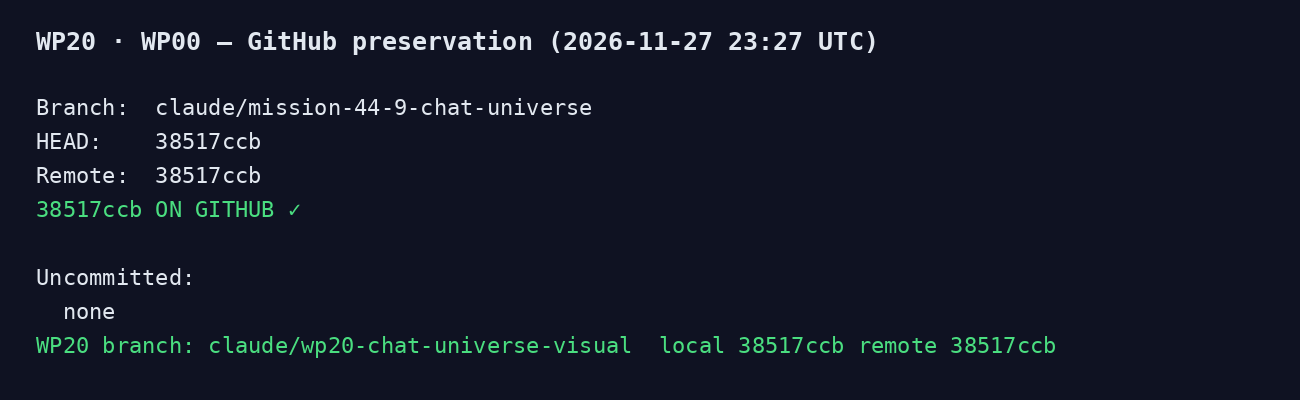 WP20 · WP00 — GitHub preservation (2026-11-27 23:27 UTC)
Branch:  claude/mission-44-9-chat-universe
HEAD:    38517ccb
Remote:  38517ccb
38517ccb ON GITHUB ✓
Uncommitted:
  none
WP20 branch: claude/wp20-chat-universe-visual  local 38517ccb remote 38517ccb